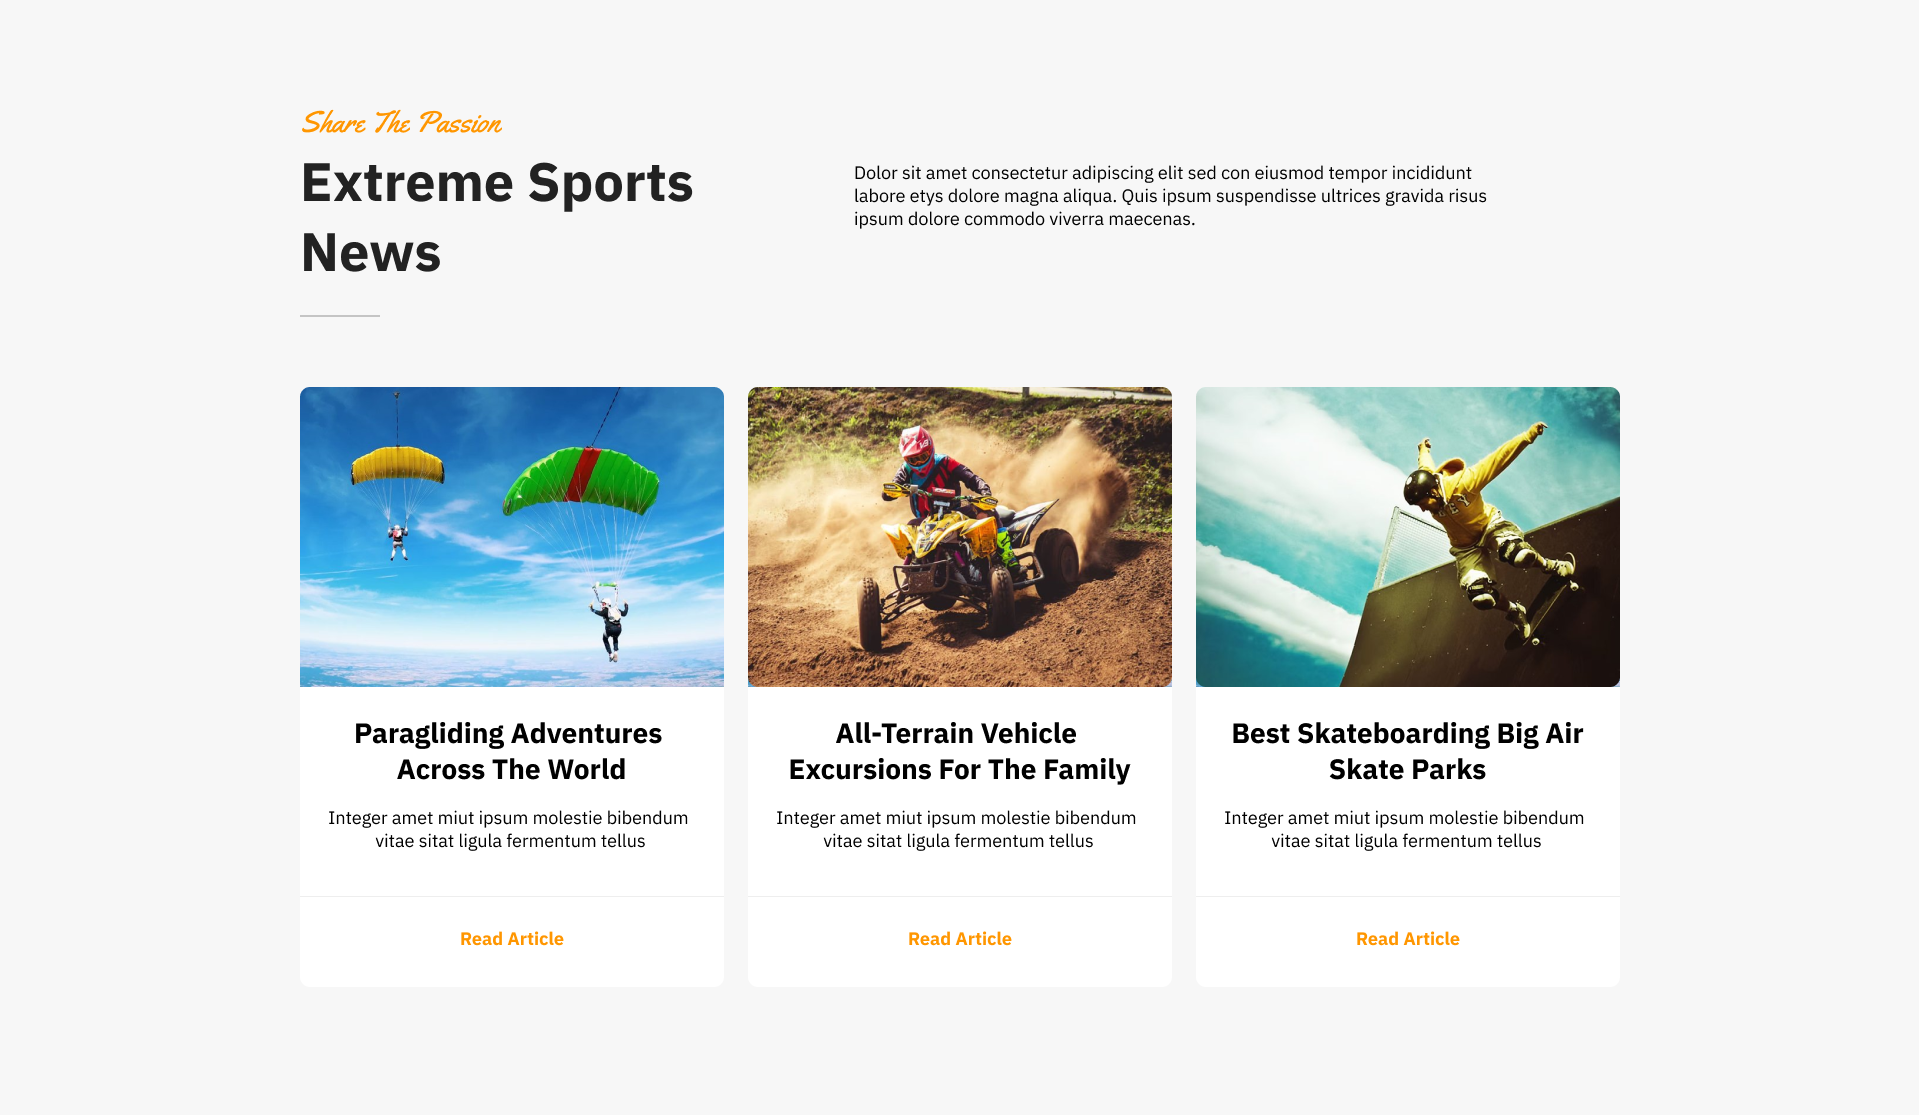 Share The Passion
Extreme Sports
News
Dolor sit amet consectetur adipiscing elit sed con eiusmod tempor incididunt
labore etys dolore magna aliqua. Quis ipsum suspendisse ultrices gravida risus
ipsum dolore commodo viverra maecenas.
Paragliding Adventures
Across The World
Integer amet miut ipsum molestie bibendum
vitae sitat ligula fermentum tellus
Read Article
All-Terrain Vehicle
Excursions For The Family
Integer amet miut ipsum molestie bibendum
vitae sitat ligula fermentum tellus
Read Article
Best Skateboarding Big Air
Skate Parks
Integer amet miut ipsum molestie bibendum
vitae sitat ligula fermentum tellus
Read Article